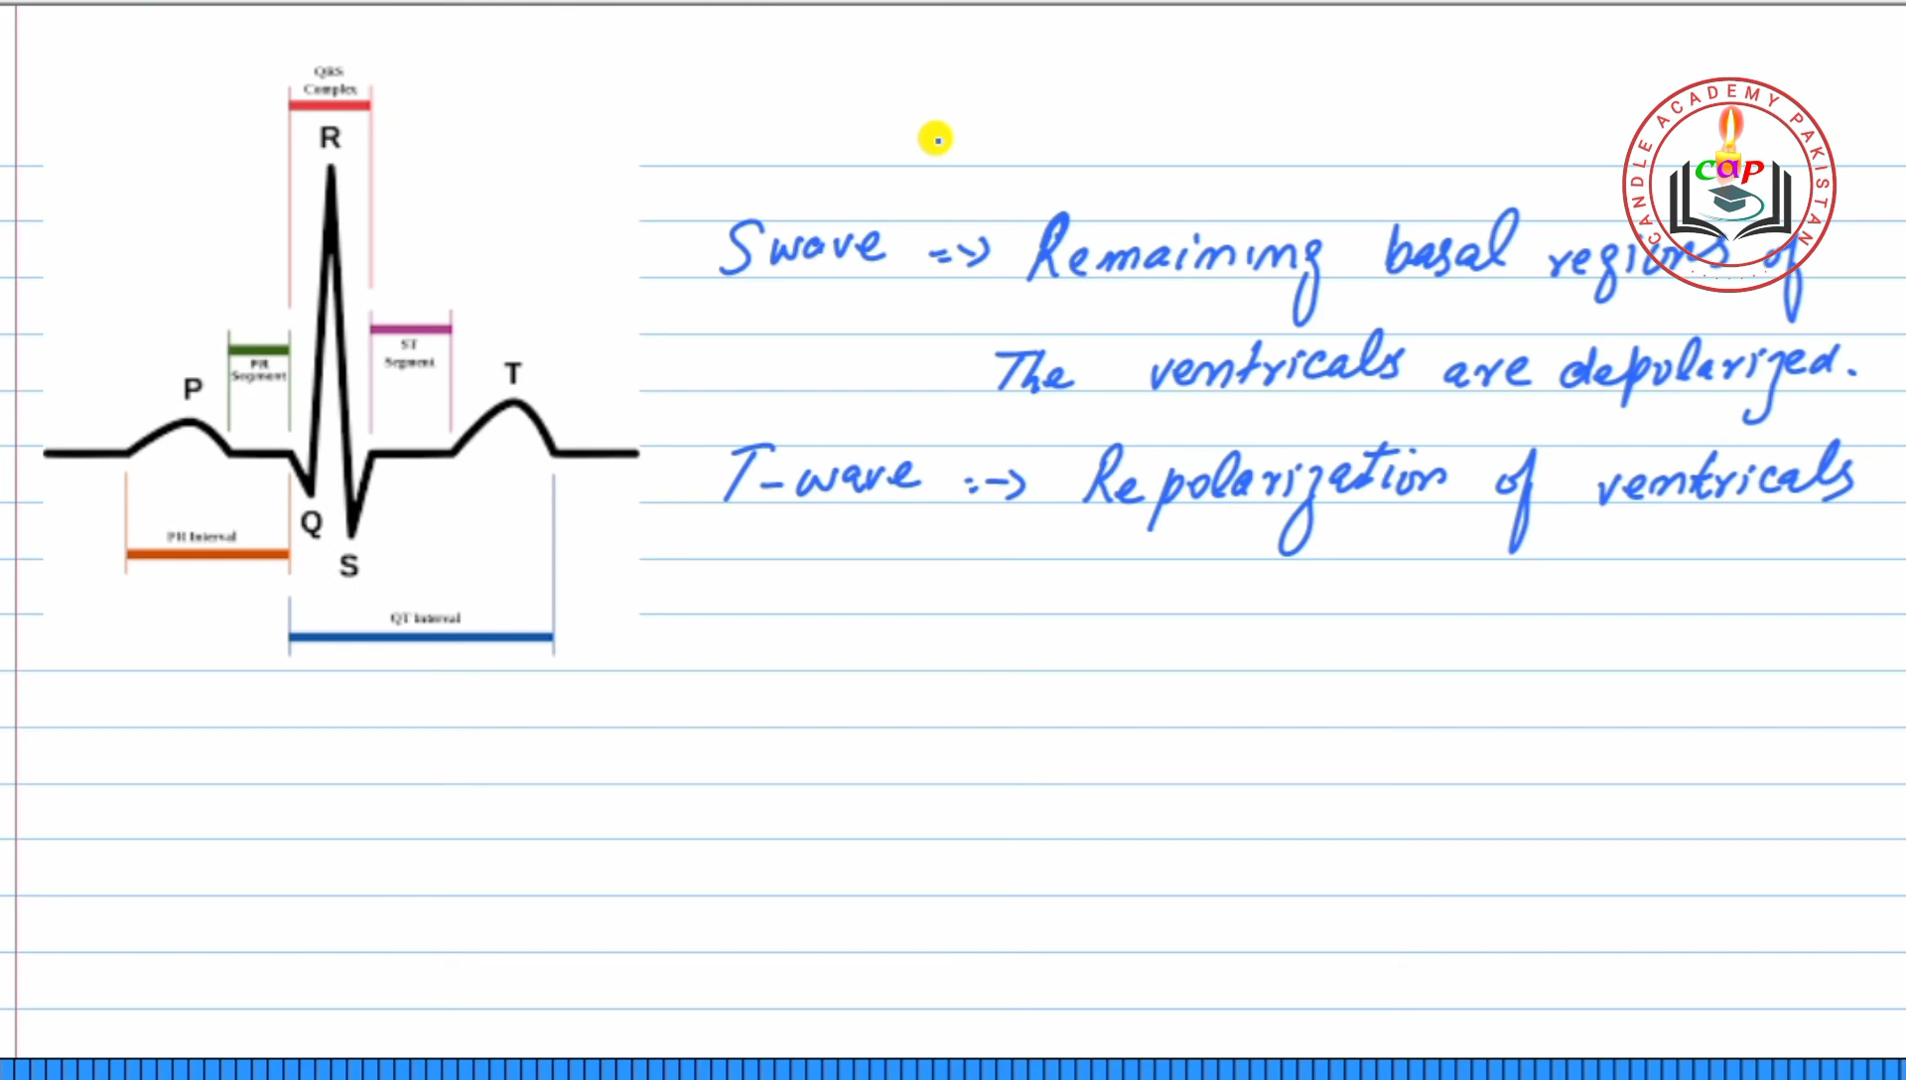 QRS
Complex
R
PR
Segment
ST
Segment
P
T
Q
S
PR Interval
QT Interval
S wave => Remaining basal regions of
The ventricals are depolarized.
T-wave :-> Repolarization of ventricals
CANDLE ACADEMY PAKISTAN
cap